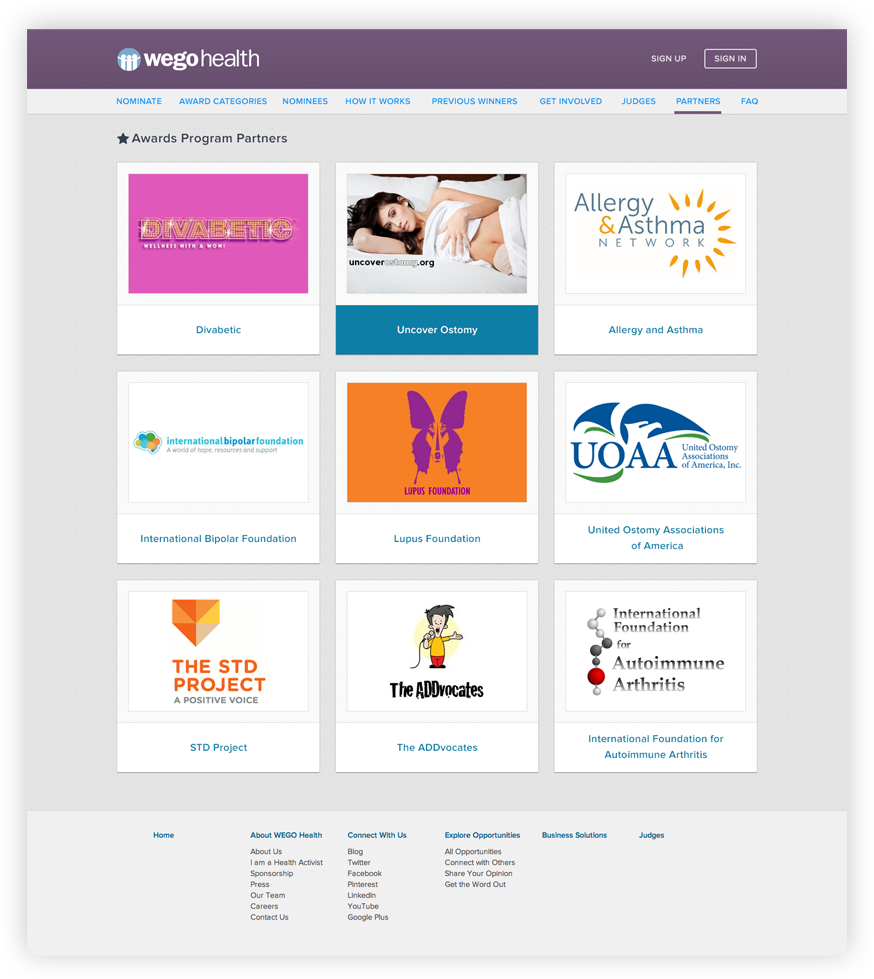 wegohealth
SIGN UP
SIGN IN
NOMINATE AWARD CATEGORIES NOMINEES HOW IT WORKS PREVIOUS WINNERS GET INVOLVED JUDGES PARTNERS FAQ
Awards Program Partners
DIVABETIC
WELLNESS WITH A WOW!
Divabetic
uncoverostomy.org
Uncover Ostomy
Allergy
& Asthma
NETWORK
Allergy and Asthma
internationalbipolarfoundation
A world of hope, resources and support
International Bipolar Foundation
LUPUS FOUNDATION
Lupus Foundation
UOAA
United Ostomy
Associations
of America, Inc.
United Ostomy Associations
of America
THE STD
PROJECT
A POSITIVE VOICE
STD Project
The ADDvocates
The ADDvocates
International
Foundation
for
Autoimmune
Arthritis
International Foundation for
Autoimmune Arthritis
Home
About WEGO Health
About Us
I am a Health Activist
Sponsorship
Press
Our Team
Careers
Contact Us
Connect With Us
Blog
Twitter
Facebook
Pinterest
LinkedIn
YouTube
Google Plus
Explore Opportunities
All Opportunities
Connect with Others
Share Your Opinion
Get the Word Out
Business Solutions
Judges